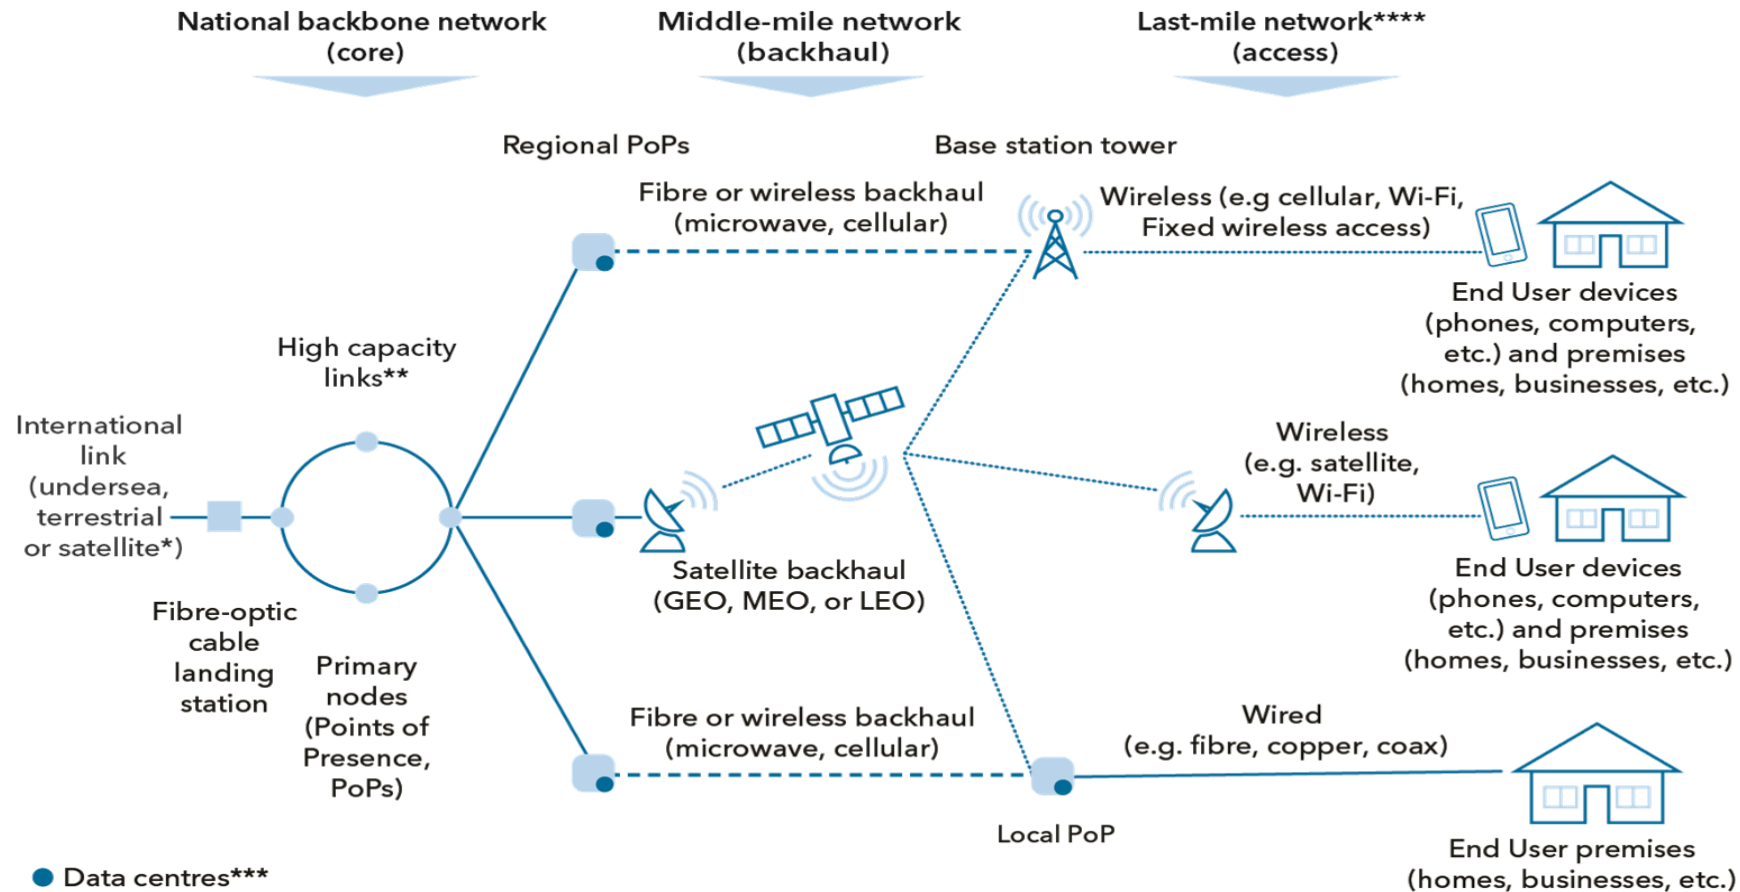 National backbone network
(core)
Middle-mile network
(backhaul)
Last-mile network****
(access)
Regional PoPs
Base station tower
Fibre or wireless backhaul
(microwave, cellular)
Wireless (e.g cellular, Wi-Fi,
Fixed wireless access)
End User devices
(phones, computers,
etc.) and premises
(homes, businesses, etc.)
High capacity
links**
International
link
(undersea,
terrestrial
or satellite*)
Wireless
(e.g. satellite,
Wi-Fi)
Satellite backhaul
(GEO, MEO, or LEO)
End User devices
(phones, computers,
etc.) and premises
(homes, businesses, etc.)
Fibre-optic
cable
landing
station
Primary
nodes
(Points of
Presence,
PoPs)
Fibre or wireless backhaul
(microwave, cellular)
Wired
(e.g. fibre, copper, coax)
Local PoP
End User premises
(homes, businesses, etc.)
Data centres***